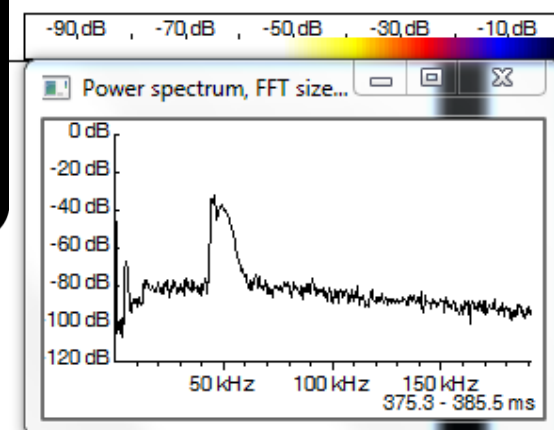 -90,dB , -70,dB , -50,dB , -30,dB , -10,dB
Power spectrum, FFT size...
0 dB
-20 dB
-40 dB
-60 dB
-80 dB
100 dB
120 dB
50 kHz 100 kHz 150 kHz
375.3 - 385.5 ms